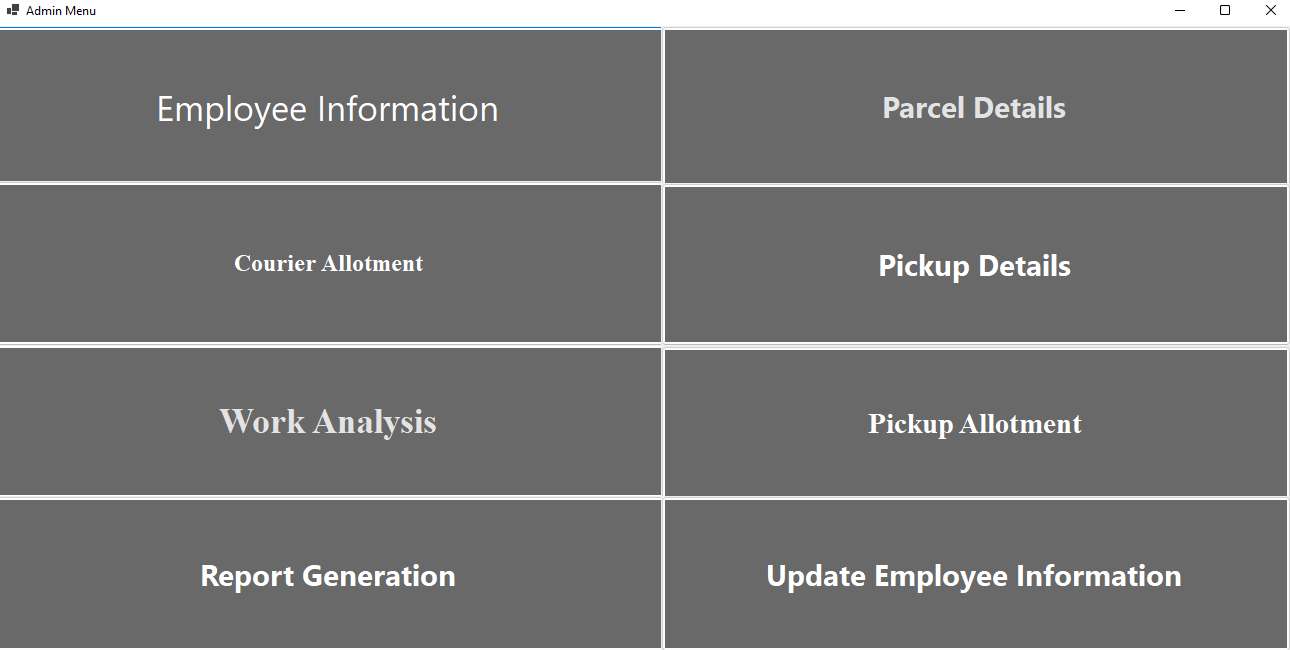 Admin Menu
Employee Information
Parcel Details
Courier Allotment
Pickup Details
Work Analysis
Pickup Allotment
Report Generation
Update Employee Information